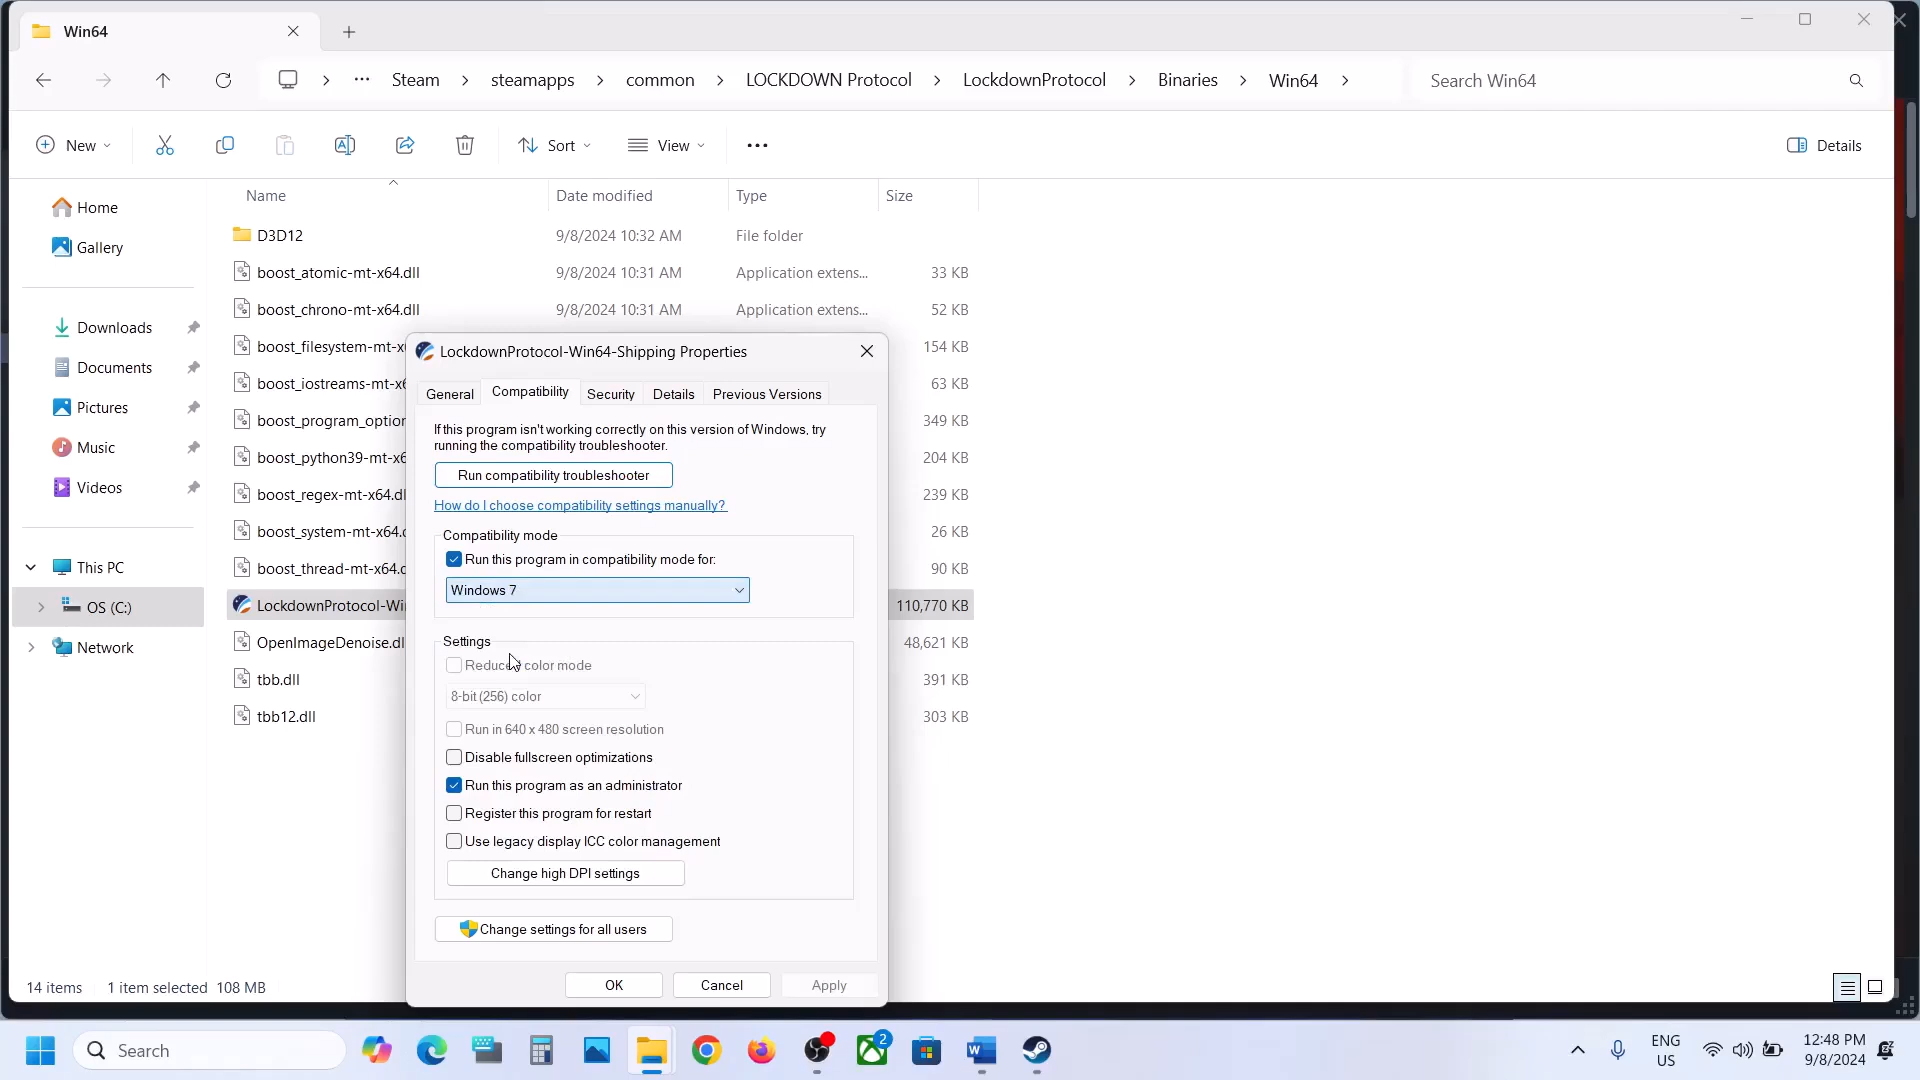 Win64
Steam
steamapps
common
LOCKDOWN Protocol
LockdownProtocol
Binaries
Win64
Search Win64
New
Sort
View
Details
Name
Date modified
Type
Size
Home
Gallery
Downloads
Documents
Pictures
Music
Videos
This PC
OS (C:)
Network
D3D12
9/8/2024 10:32 AM
File folder
boost_atomic-mt-x64.dll
9/8/2024 10:31 AM
Application extens...
33 KB
boost_chrono-mt-x64.dll
9/8/2024 10:31 AM
Application extens...
52 KB
boost_filesystem-mt-x
154 KB
boost_iostreams-mt-x6
63 KB
boost_program_option
349 KB
boost_python39-mt-x6
204 KB
boost_regex-mt-x64.dl
239 KB
boost_system-mt-x64.d
26 KB
boost_thread-mt-x64.d
90 KB
LockdownProtocol-Wi
110,770 KB
OpenImageDenoise.dl
48,621 KB
tbb.dll
391 KB
tbb12.dll
303 KB
LockdownProtocol-Win64-Shipping Properties
General
Compatibility
Security
Details
Previous Versions
If this program isn't working correctly on this version of Windows, try
running the compatibility troubleshooter.
Run compatibility troubleshooter
How do I choose compatibility settings manually?
Compatibility mode
Run this program in compatibility mode for:
Windows 7
Settings
Reduced color mode
8-bit (256) color
Run in 640 x 480 screen resolution
Disable fullscreen optimizations
Run this program as an administrator
Register this program for restart
Use legacy display ICC color management
Change high DPI settings
Change settings for all users
OK
Cancel
Apply
14 items
1 item selected
108 MB
Search
2
ENG
US
12:48 PM
9/8/2024